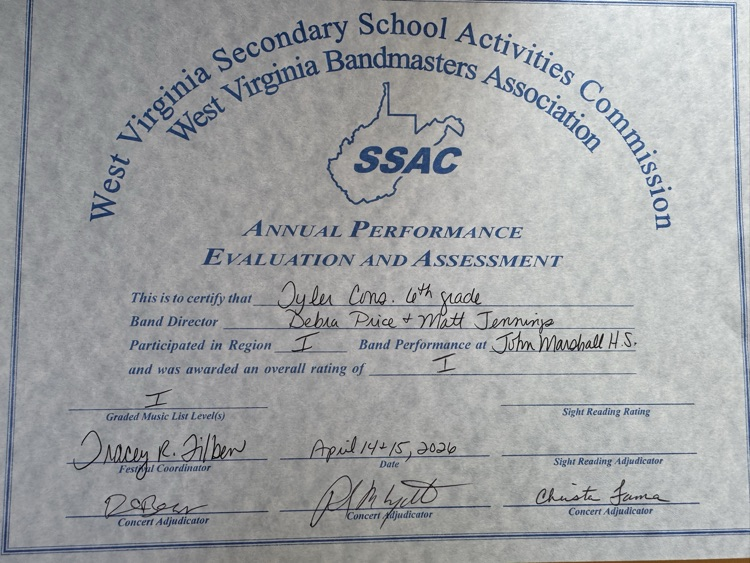 West Virginia Secondary School Activities Commission
West Virginia Bandmasters Association
SSAC
ANNUAL PERFORMANCE
EVALUATION AND ASSESSMENT
This is to certify that Tyler Cons. 6th grade
Band Director Debra Price + Matt Jennings
Participated in Region I Band Performance at John Marshall H.S.
and was awarded an overall rating of I
I
Graded Music List Level(s) Sight Reading Rating
Tracey R. Filben April 14+15, 2026
Festival Coordinator Date Sight Reading Adjudicator
Christa
Concert Adjudicator Concert Adjudicator Concert Adjudicator